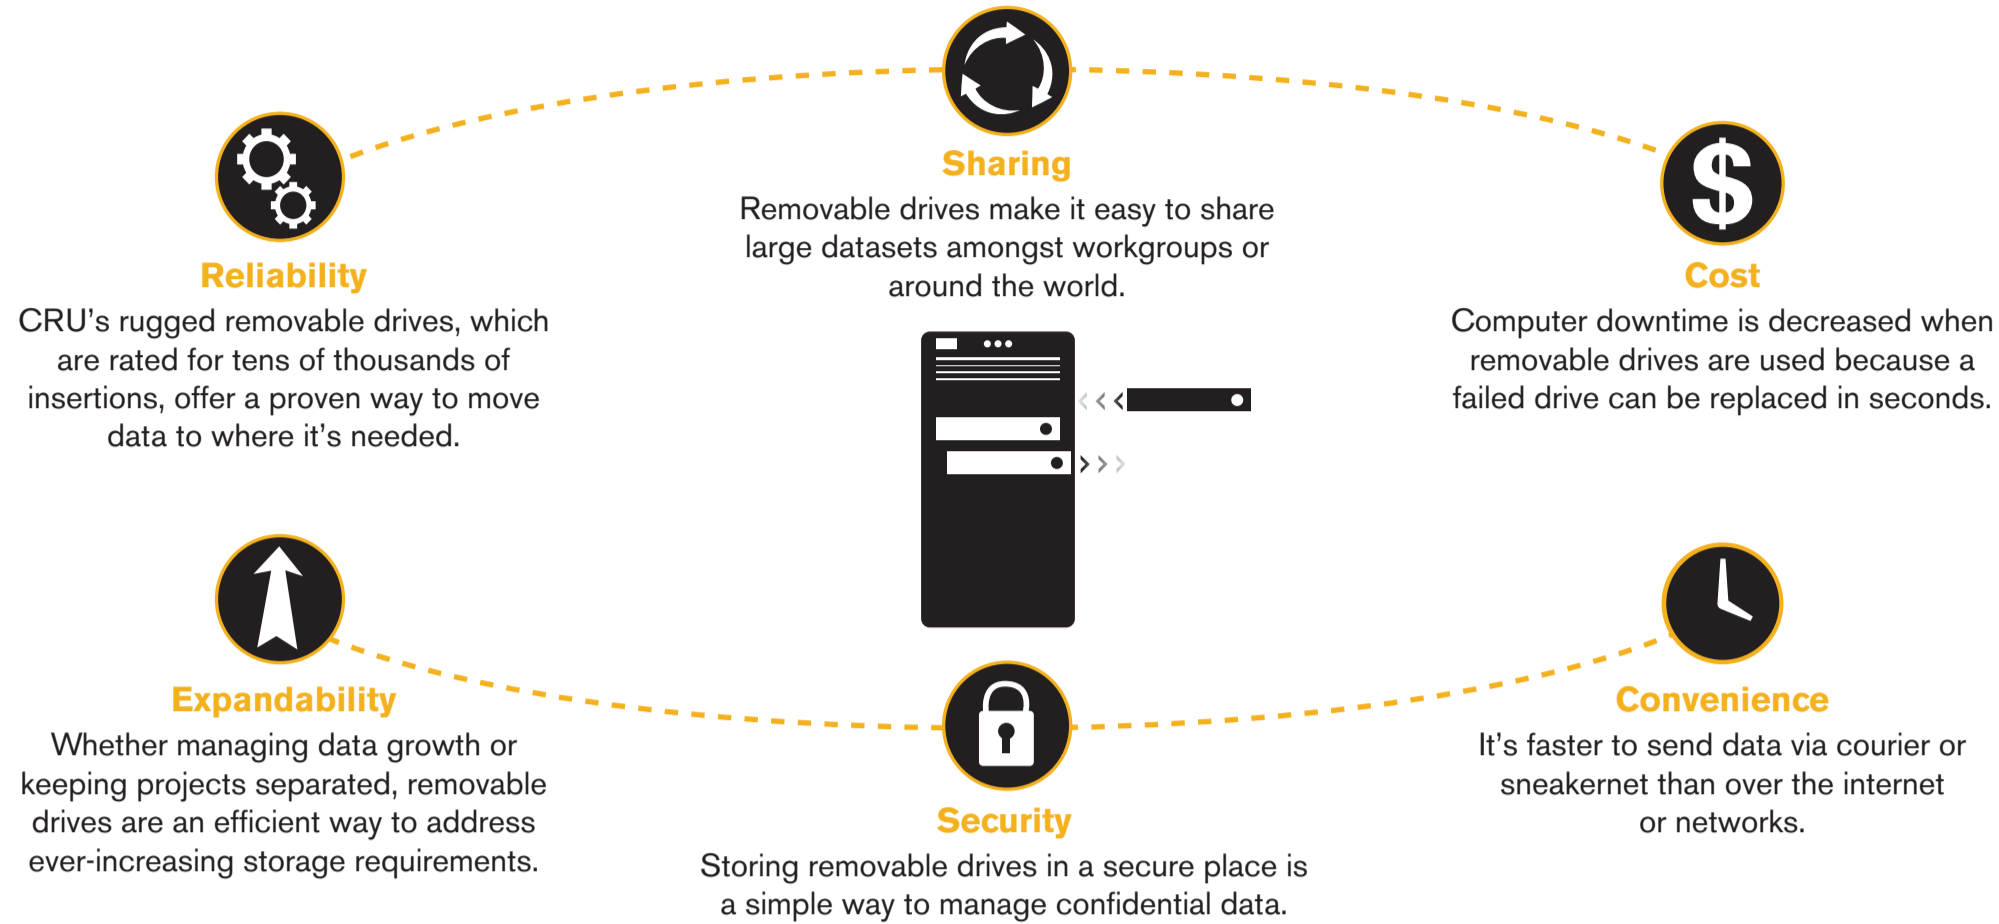 Reliability
CRU’s rugged removable drives, which
are rated for tens of thousands of
insertions, offer a proven way to move
data to where it’s needed.
Sharing
Removable drives make it easy to share
large datasets amongst workgroups or
around the world.
$
Cost
Computer downtime is decreased when
removable drives are used because a
failed drive can be replaced in seconds.
Expandability
Whether managing data growth or
keeping projects separated, removable
drives are an efficient way to address
ever-increasing storage requirements.
Security
Storing removable drives in a secure place is
a simple way to manage confidential data.
Convenience
It’s faster to send data via courier or
sneakernet than over the internet
or networks.